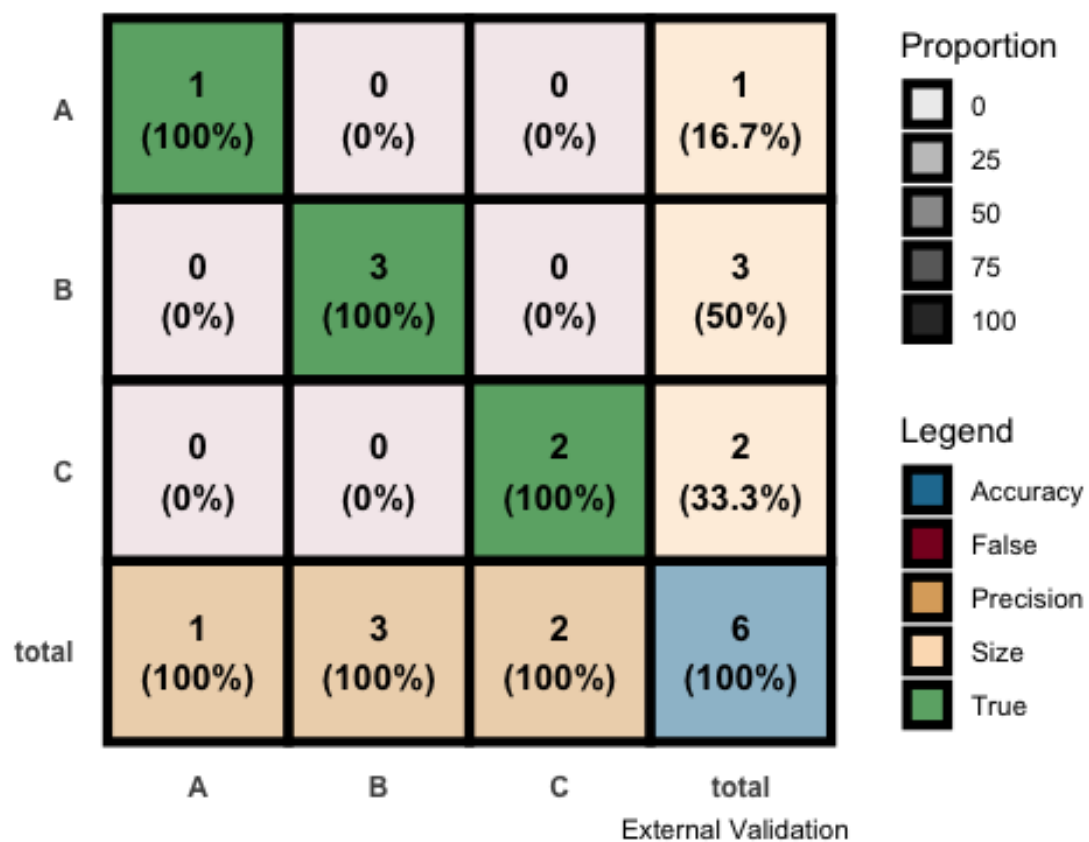 A
1
(100%)
0
(0%)
0
(0%)
1
(16.7%)
B
0
(0%)
3
(100%)
0
(0%)
3
(50%)
C
0
(0%)
0
(0%)
2
(100%)
2
(33.3%)
total
1
(100%)
3
(100%)
2
(100%)
6
(100%)
A B C total
External Validation
Proportion
0
25
50
75
100
Legend
Accuracy
False
Precision
Size
True